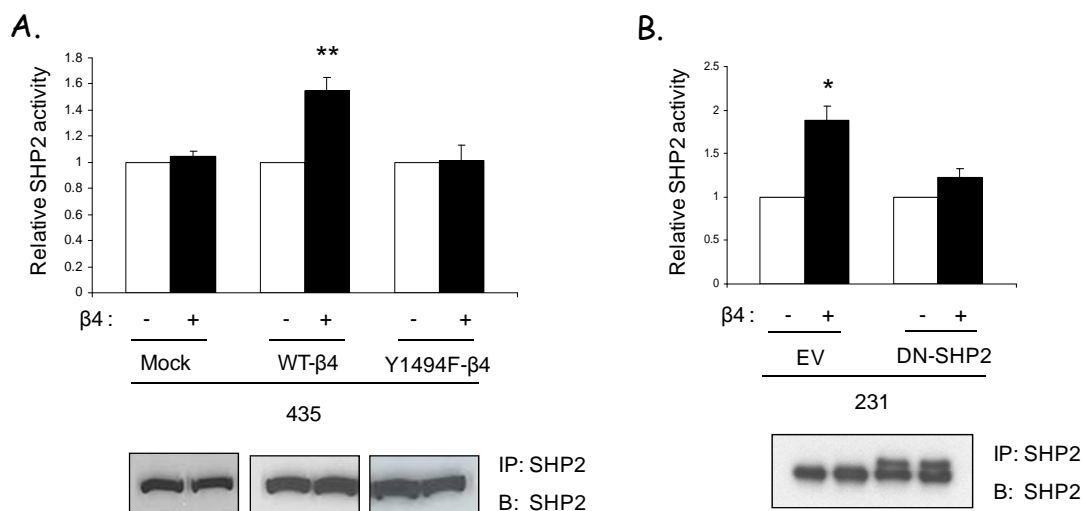 A.
Relative SHP2 activity
1.8
1.6
1.4
1.2
1
0.8
0.6
0.4
0.2
0
**
β4 : - + - + - +
Mock WT-β4 Y1494F-β4
435
IP: SHP2
B: SHP2
B.
Relative SHP2 activity
2.5
2
1.5
1
0.5
0
*
β4 : - + - +
EV DN-SHP2
231
IP: SHP2
B: SHP2